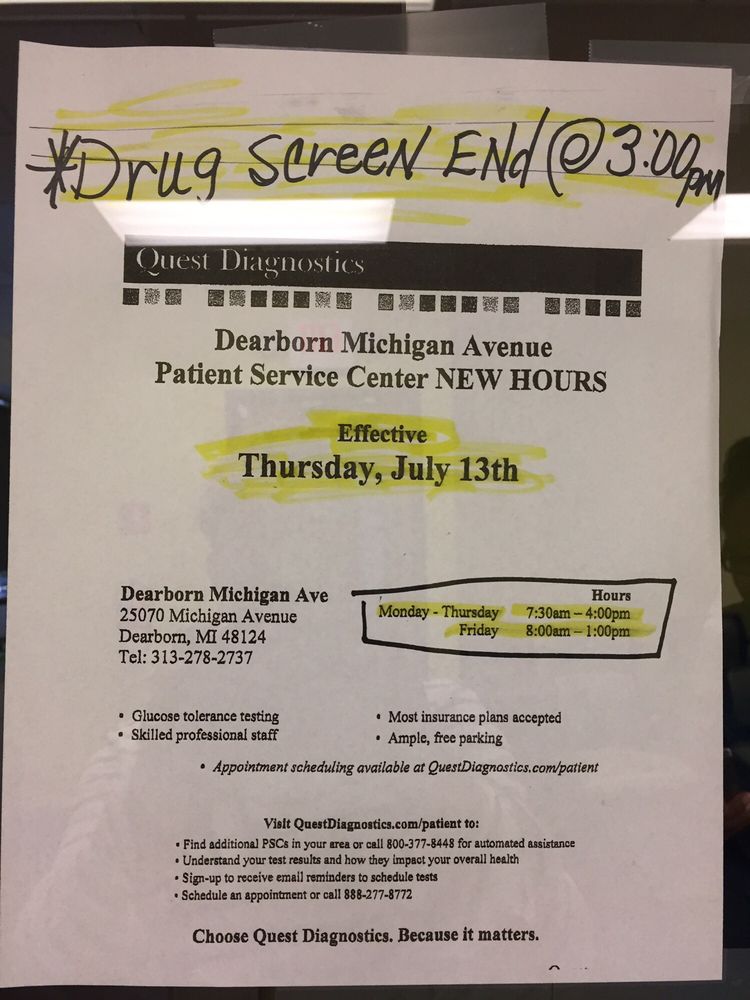 *Drug Screen End @ 3:00 PM
Quest Diagnostics
Dearborn Michigan Avenue
Patient Service Center NEW HOURS
Effective
Thursday, July 13th
Dearborn Michigan Ave
25070 Michigan Avenue
Dearborn, MI 48124
Tel: 313-278-2737
Hours
Monday - Thursday 7:30am – 4:00pm
Friday 8:00am – 1:00pm
• Glucose tolerance testing
• Skilled professional staff
• Most insurance plans accepted
• Ample, free parking
• Appointment scheduling available at QuestDiagnostics.com/patient
Visit QuestDiagnostics.com/patient to:
• Find additional PSCs in your area or call 800-377-8448 for automated assistance
• Understand your test results and how they impact your overall health
• Sign-up to receive email reminders to schedule tests
• Schedule an appointment or call 888-277-8772
Choose Quest Diagnostics. Because it matters.